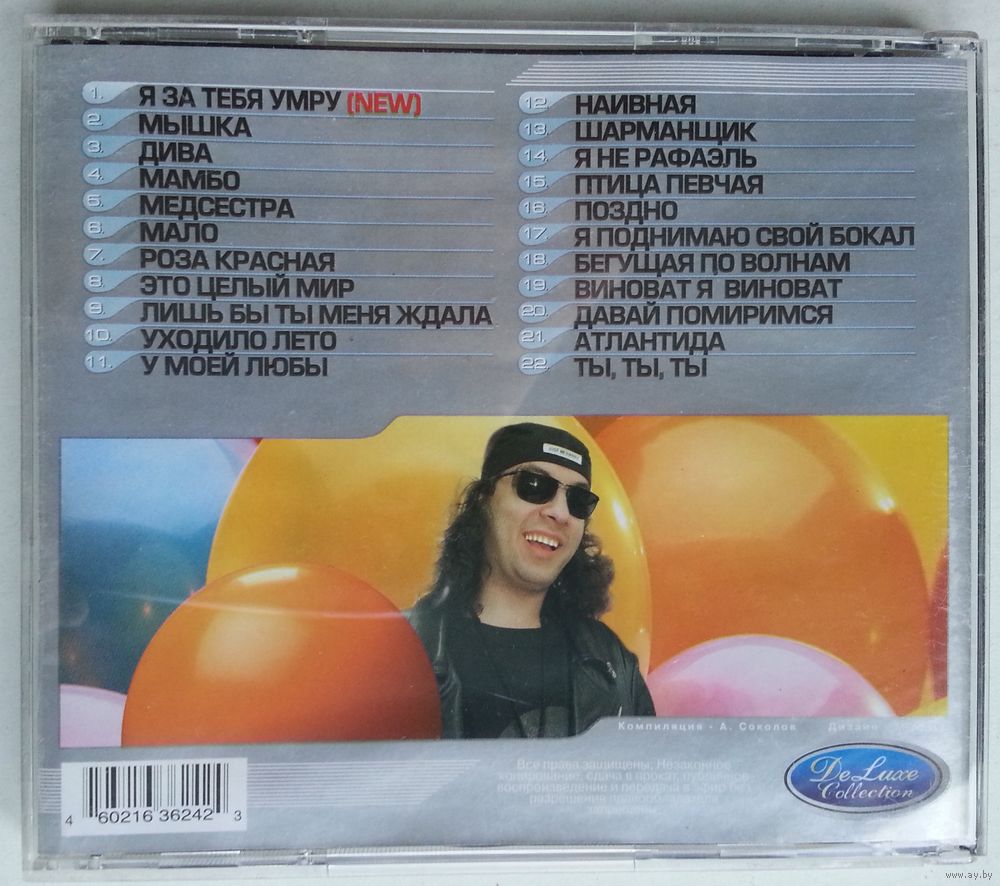 1. Я ЗА ТЕБЯ УМРУ (NEW)
2. МЫШКА
3. ДИВА
4. МАМБО
5. МЕДСЕСТРА
6. МАЛО
7. РОЗА КРАСНАЯ
8. ЭТО ЦЕЛЫЙ МИР
9. ЛИШЬ БЫ ТЫ МЕНЯ ЖДАЛА
10. УХОДИЛО ЛЕТО
11. У МОЕЙ ЛЮБЫ
12. НАИВНАЯ
13. ШАРМАНЩИК
14. Я НЕ РАФАЭЛЬ
15. ПТИЦА ПЕВЧАЯ
16. ПОЗДНО
17. Я ПОДНИМАЮ СВОЙ БОКАЛ
18. БЕГУЩАЯ ПО ВОЛНАМ
19. ВИНОВАТ Я ВИНОВАТ
20. ДАВАЙ ПОМИРИМСЯ
21. АТЛАНТИДА
22. ТЫ, ТЫ, ТЫ
Компиляция - А. Соколов Дизайн
Все права защищены. Незаконное
копирование, сдача в прокат, публичное
воспроизведение и передача в эфир без
разрешения
DeLuxe
Collection
4 60216 36242 3
www.ay.by